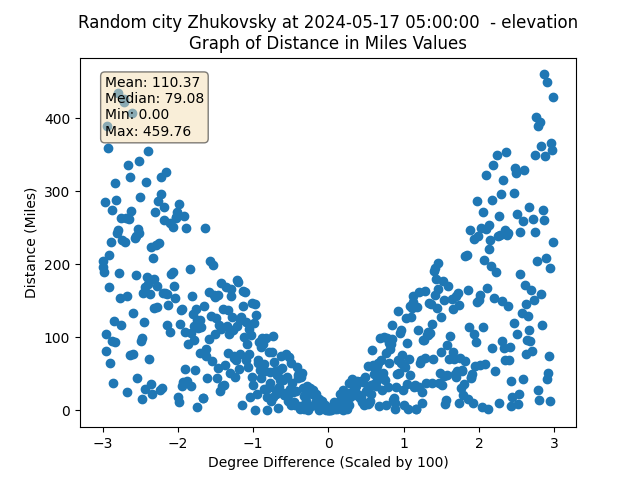 Random city Zhukovsky at 2024-05-17 05:00:00 - elevation
Graph of Distance in Miles Values
Mean: 110.37
Median: 79.08
Min: 0.00
Max: 459.76
400
300
200
100
0
Distance (Miles)
−3 −2 −1 0 1 2 3
Degree Difference (Scaled by 100)